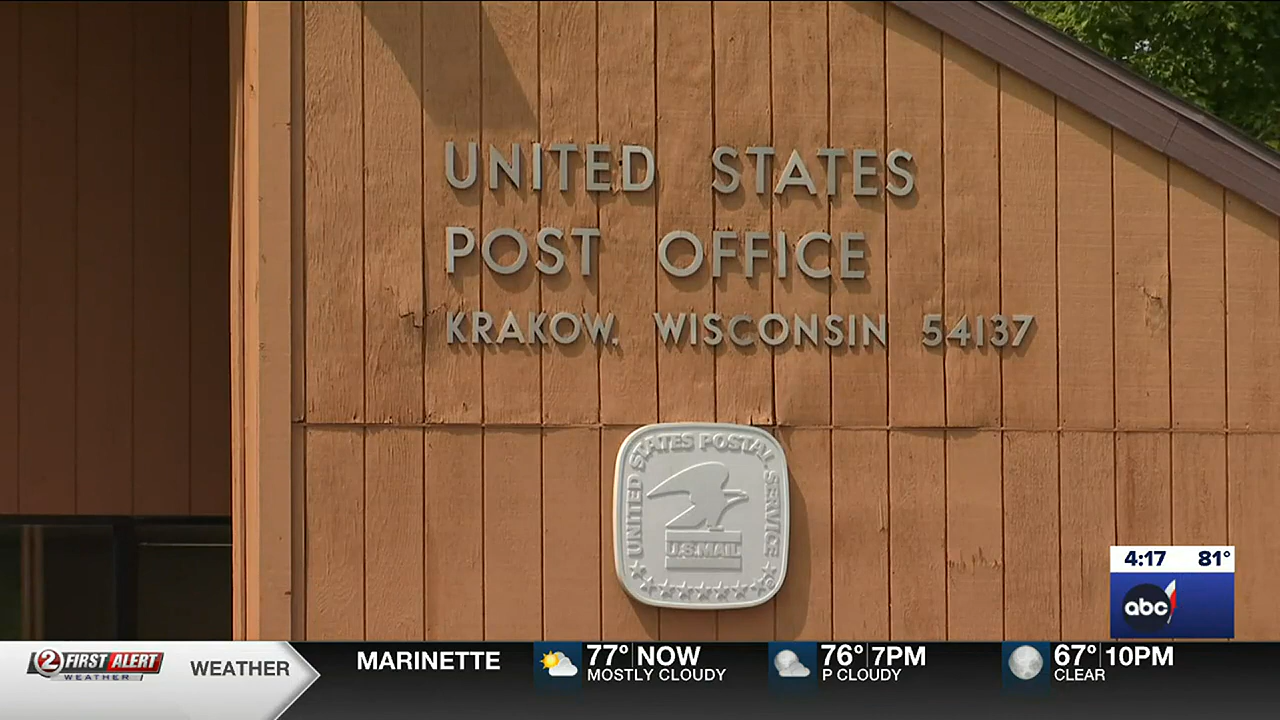 UNITED STATES
POST OFFICE
KRAKOW, WISCONSIN 54137
UNITED STATES POSTAL SERVICE
U.S.MAIL
4:17 81°
abc
2 FIRST ALERT
WEATHER
WEATHER
MARINETTE
77° NOW
MOSTLY CLOUDY
76° 7PM
P CLOUDY
67° 10PM
CLEAR